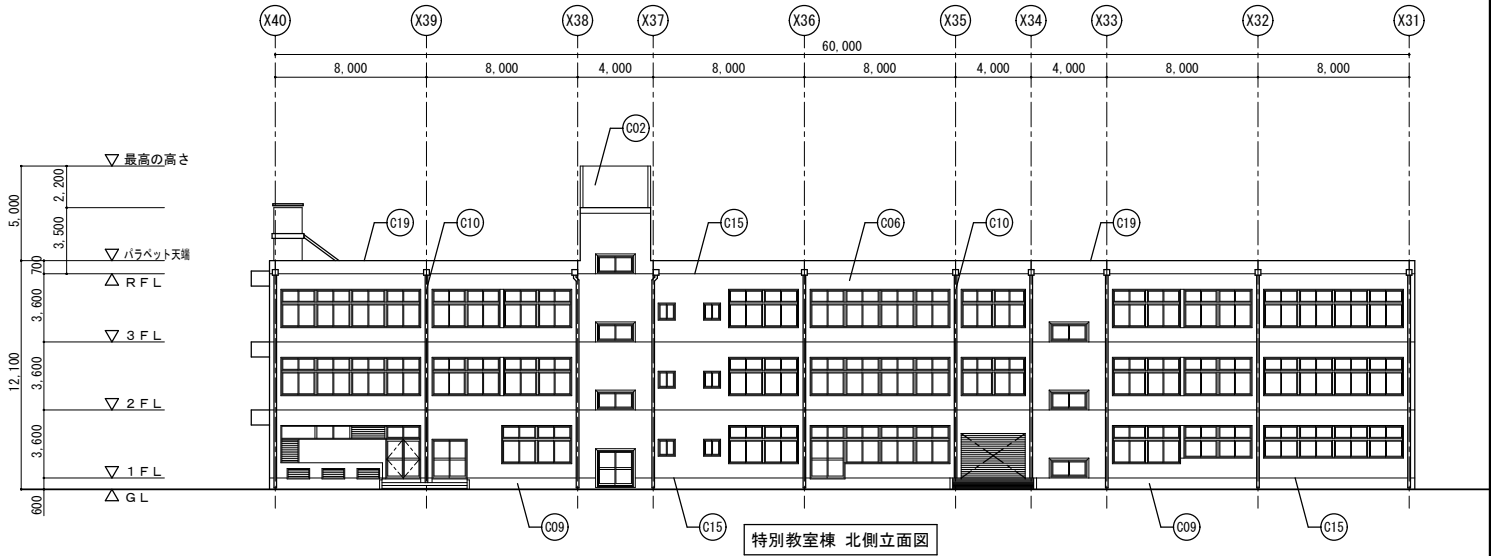 X40 X39 X38 X37 X36 X35 X34 X33 X32 X31
60,000
8,000 8,000 4,000 8,000 8,000 4,000 4,000 8,000 8,000
C02
▽ 最高の高さ
2,200
5,000
3,500
C19 C10 C15 C06 C10 C19
▽ パラペット天端
700
△ RFL
3,600
▽ 3FL
12,100
3,600
▽ 2FL
3,600
▽ 1FL
△ GL
600
C09 C15 C09 C15
特別教室棟 北側立面図